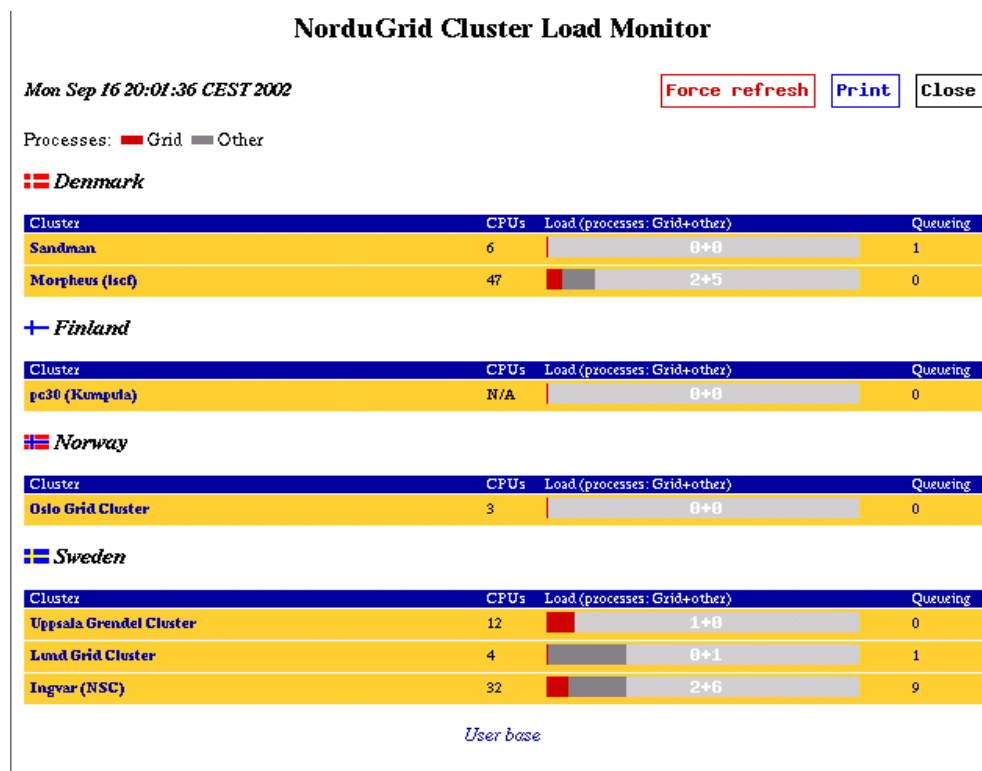 NorduGrid Cluster Load Monitor
Mon Sep 16 20:01:36 CEST 2002 Force refresh Print Close
Processes: Grid Other
Denmark
Cluster CPUs Load (processes: Grid+other) Queueing
Sandman 6 0+0 1
Morpheus (lscf) 47 2+5 0
Finland
Cluster CPUs Load (processes: Grid+other) Queueing
pc30 (Kumpula) N/A 0+0 0
Norway
Cluster CPUs Load (processes: Grid+other) Queueing
Oslo Grid Cluster 3 0+0 0
Sweden
Cluster CPUs Load (processes: Grid+other) Queueing
Uppsala Grendel Cluster 12 1+0 0
Lund Grid Cluster 4 0+1 1
Ingvar (NSC) 32 2+6 9
User base